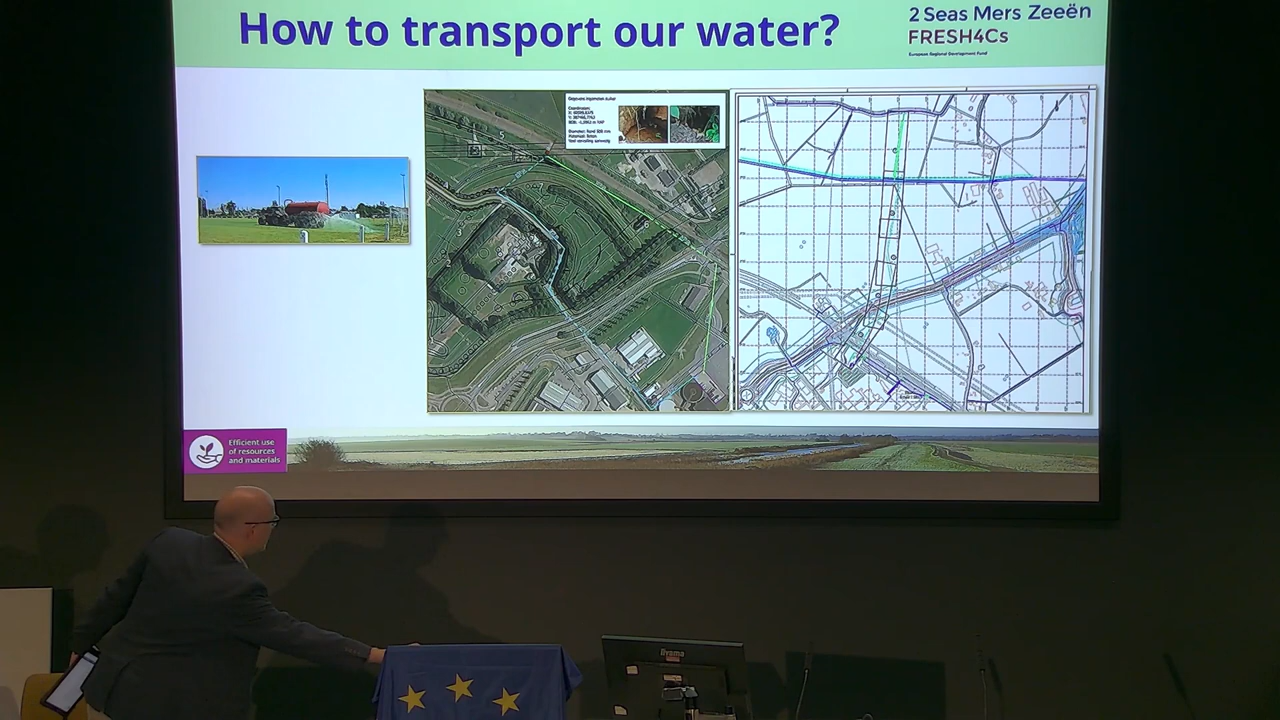 How to transport our water?
2 Seas Mers Zeeën
FRESH4Cs
European Regional Development Fund
Efficient use
of resources
and materials
iiyama